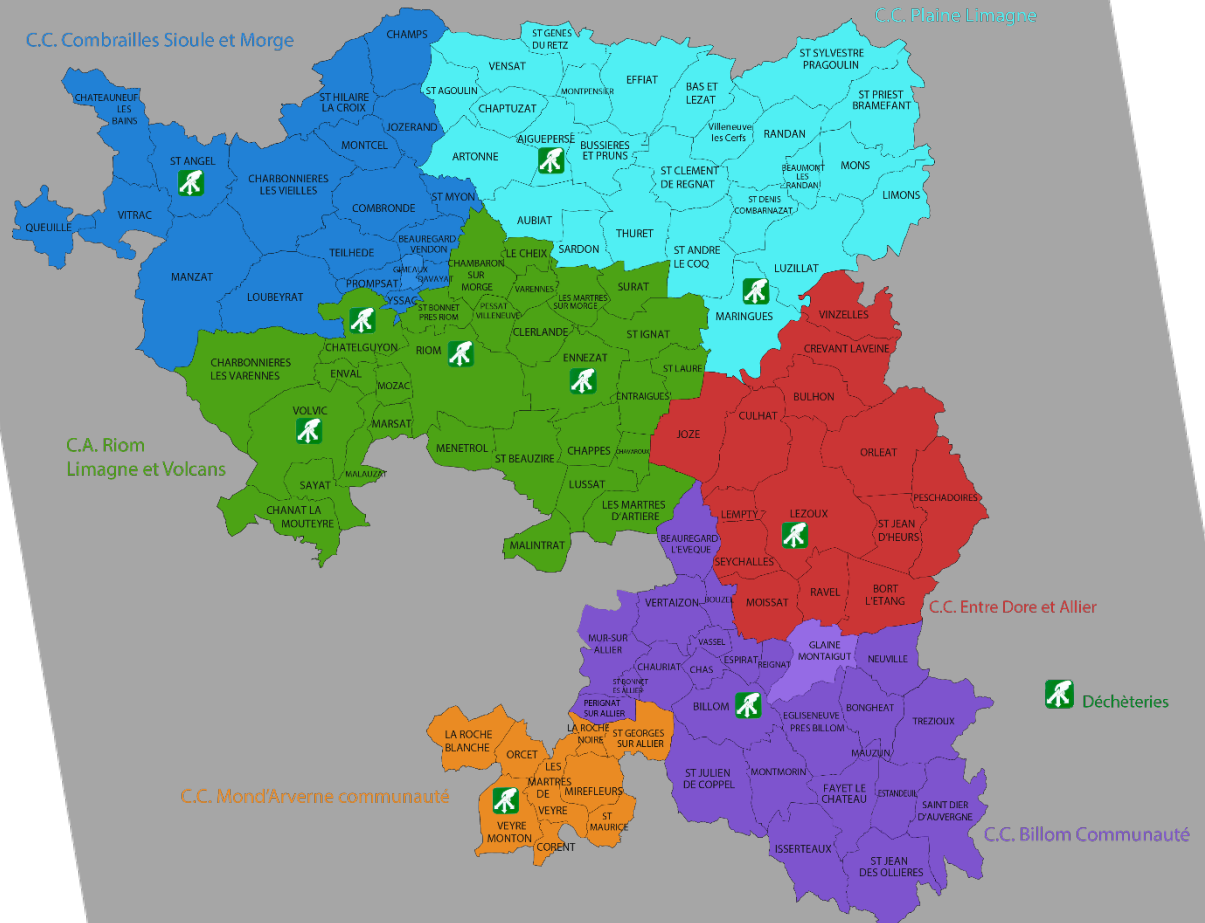 C.C. Plaine Limagne
C.C. Combrailles Sioule et Morge
CHAMPS
ST GENES
DU RETZ
ST SYLVESTRE
PRAGOULIN
VENSAT
EFFIAT
ST AGOULIN
MONTPENSIER
BAS ET
LEZAT
ST PRIEST
BRAMEFANT
CHATEAUNEUF
LES
BAINS
ST HILAIRE
LA CROIX
CHAPTUZAT
JOZERAND
Villeneuve
les Cerfs
RANDAN
MONTCEL
AIGUEPERSE
BUSSIERES
ET PRUNS
ARTONNE
ST ANGEL
MONS
BEAUMONT
LES
RANDAN
ST CLEMENT
DE REGNAT
CHARBONNIERES
LES VIEILLES
LIMONS
ST MYON
ST DENIS
COMBARNAZAT
COMBRONDE
VITRAC
AUBIAT
QUEUILLE
THURET
BEAUREGARD
VENDON
SARDON
ST ANDRE
LE COQ
TEILHEDE
LE CHEIX
LUZILLAT
CHAMBARON
SUR
MORGE
GIMEAUX
DAVAYAT
MANZAT
PROMPSAT
VARENNES
SURAT
LOUBEYRAT
YSSAC
LES MARTRES
SUR MORGE
ST BONNET
PRES RIOM
PESSAT
VILLENEUVE
MARINGUES
VINZELLES
CLERLANDE
ST IGNAT
CHATELGUYON
RIOM
CREVANT LAVEINE
ENNEZAT
CHARBONNIERES
LES VARENNES
ENVAL
ST LAURE
MOZAC
ENTRAIGUES
BULHON
VOLVIC
CULHAT
MARSAT
JOZE
C.A. Riom
Limagne et Volcans
MENETROL
ST BEAUZIRE
CHAPPES
CHAVAROUX
ORLEAT
MALAUZAT
SAYAT
LUSSAT
PESCHADOIRES
CHANAT LA
MOUTEYRE
LES MARTRES
D'ARTIERE
LEMPTY
LEZOUX
ST JEAN
D'HEURS
MALINTRAT
BEAUREGARD
L'EVEQUE
SEYCHALLES
BORT
L'ETANG
RAVEL
MOISSAT
VERTAIZON
BOUZEL
C.C. Entre Dore et Allier
MUR-SUR
ALLIER
VASSEL
GLAINE
MONTAIGUT
NEUVILLE
CHAURIAT
CHAS
ESPIRAT
REIGNAT
ST BONNET
ES ALLIER
PERIGNAT
SUR ALLIER
BILLOM
BONGHEAT
Déchèteries
EGLISENEUVE
PRES BILLOM
TREZIOUX
LA ROCHE
BLANCHE
LA ROCHE
NOIRE
ST GEORGES
SUR ALLIER
MAUZUN
ORCET
LES
MARTRES
DE
VEYRE
ST JULIEN
DE COPPEL
MONTMORIN
MIREFLEURS
FAYET LE
CHATEAU
ESTANDEUIL
C.C. Mond'Arverne communauté
SAINT DIER
D'AUVERGNE
VEYRE
MONTON
ST
MAURICE
C.C. Billom Communauté
CORENT
ISSERTEAUX
ST JEAN
DES OLLIERES